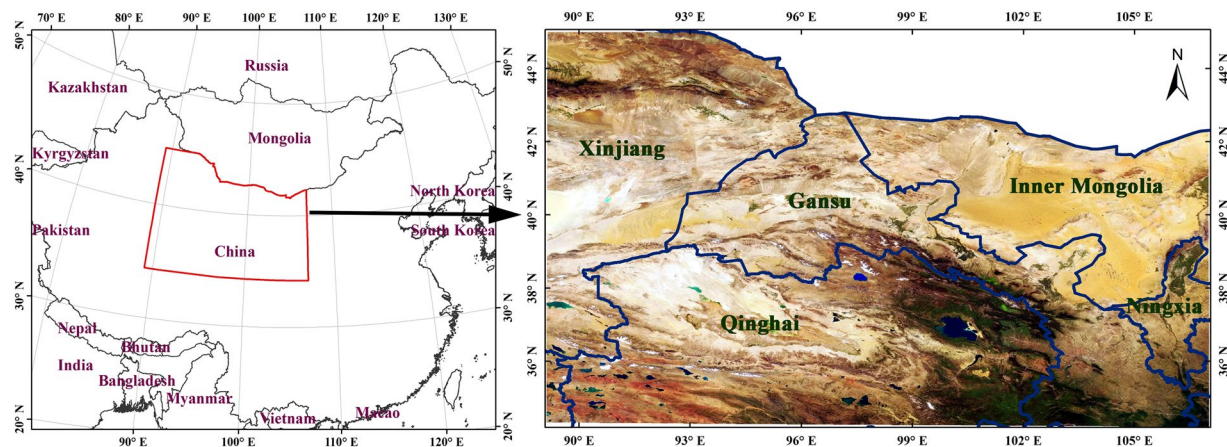 70° E 80° E 90° E 100° E 110° E 120° E 130° E
50° N
40° N
30° N
20° N
50° N
40° N
30° N
20° N
Russia
Kazakhstan
Mongolia
Kyrgyzstan
North Korea
South Korea
Pakistan
China
Nepal
Bhutan
India
Bangladesh
Myanmar
Vietnam
Macao
90° E 100° E 110° E 120° E
90° E 93° E 96° E 99° E 102° E 105° E
44° N
42° N
40° N
38° N
36° N
44° N
42° N
40° N
38° N
36° N
N
Xinjiang
Gansu
Inner Mongolia
Ningxia
Qinghai
90° E 93° E 96° E 99° E 102° E 105° E